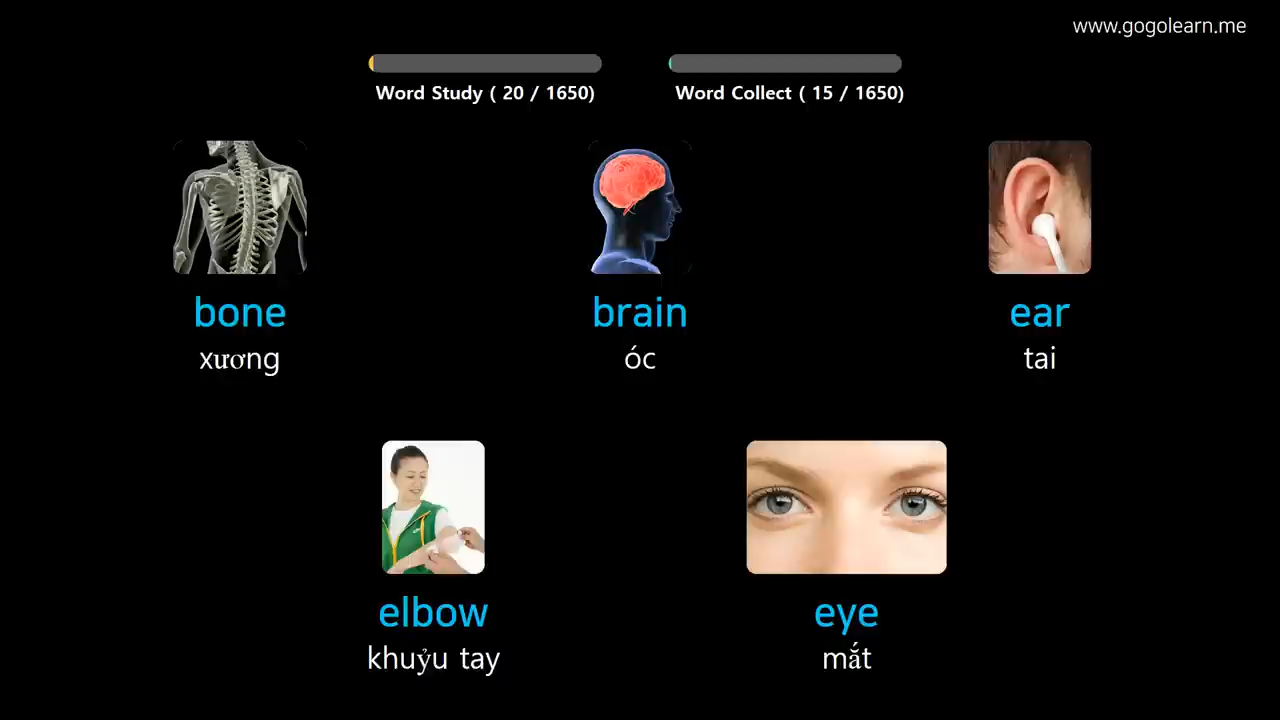 www.gogolearn.me
Word Study ( 20 / 1650)
Word Collect ( 15 / 1650)
bone
xương
brain
óc
ear
tai
elbow
khuỷu tay
eye
mắt